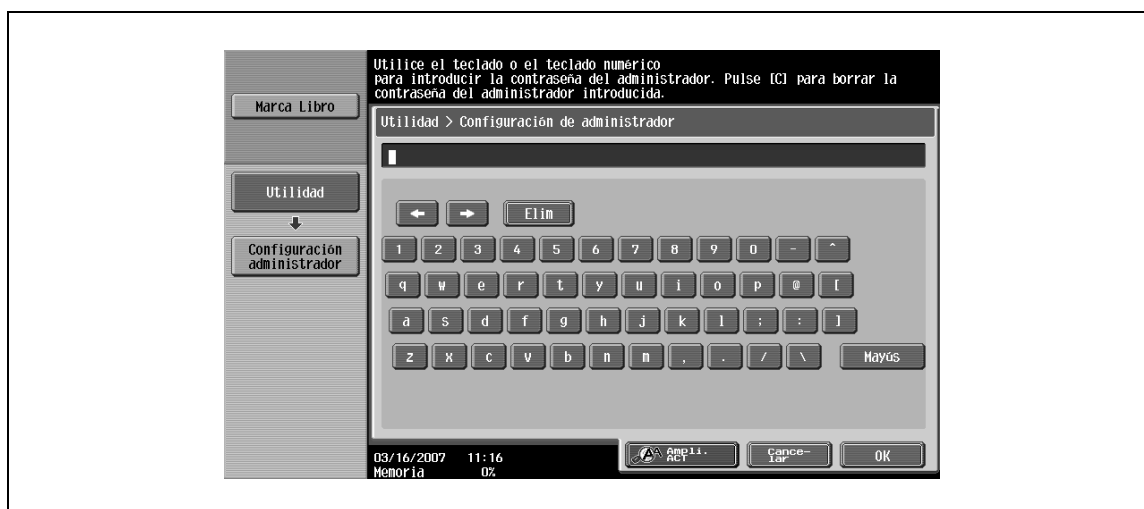 Utilice el teclado o el teclado numérico
para introducir la contraseña del administrador. Pulse [C] para borrar la
contraseña del administrador introducida.
Marca Libro
Utilidad > Configuración de administrador
Utilidad
Configuración
administrador
← → Elim
1 2 3 4 5 6 7 8 9 0 - ^
q w e r t y u i o p @ [
a s d f g h j k l ; : ]
z x c v b n m , . / \ Mayús
03/16/2007 11:16
Memoria 0%
Ampli.
ACT
Cance-
lar
OK